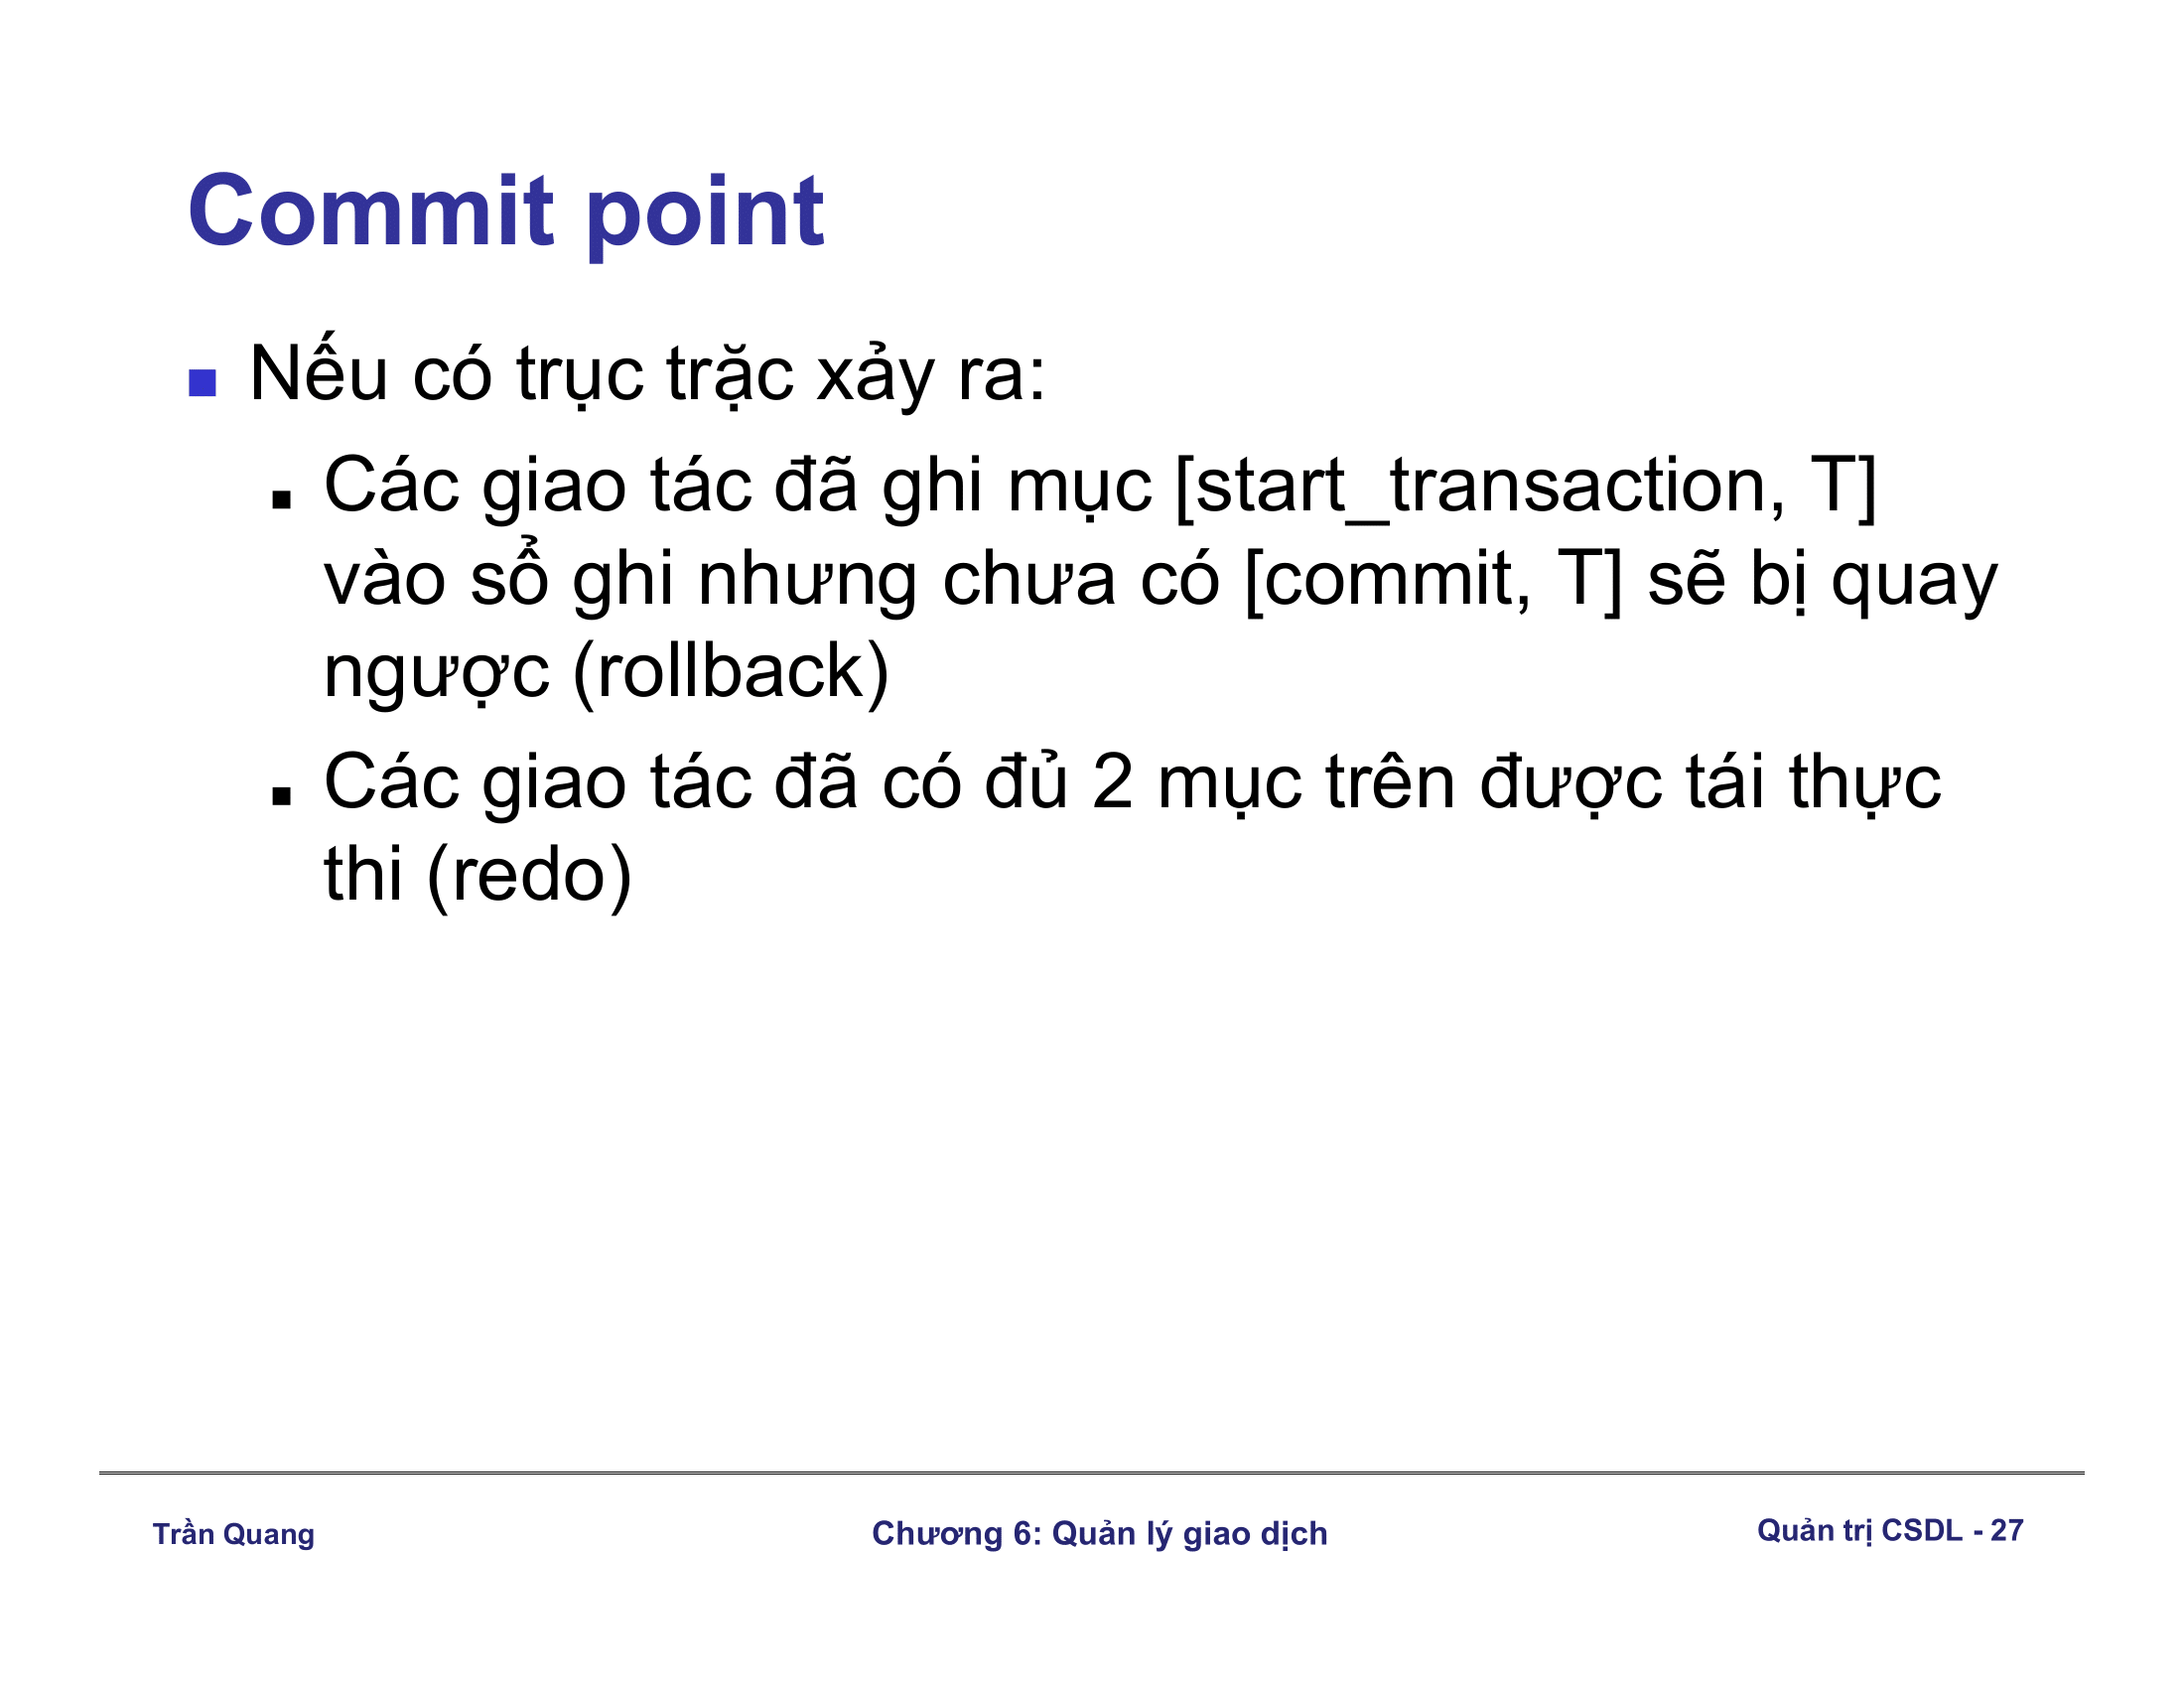 Commit point
Nếu có trục trặc xảy ra:
Các giao tác đã ghi mục [start_transaction, T]
vào sổ ghi nhưng chưa có [commit, T] sẽ bị quay
ngược (rollback)
Các giao tác đã có đủ 2 mục trên được tái thực
thi (redo)
Trần Quang
Chương 6: Quản lý giao dịch
Quản trị CSDL - 27